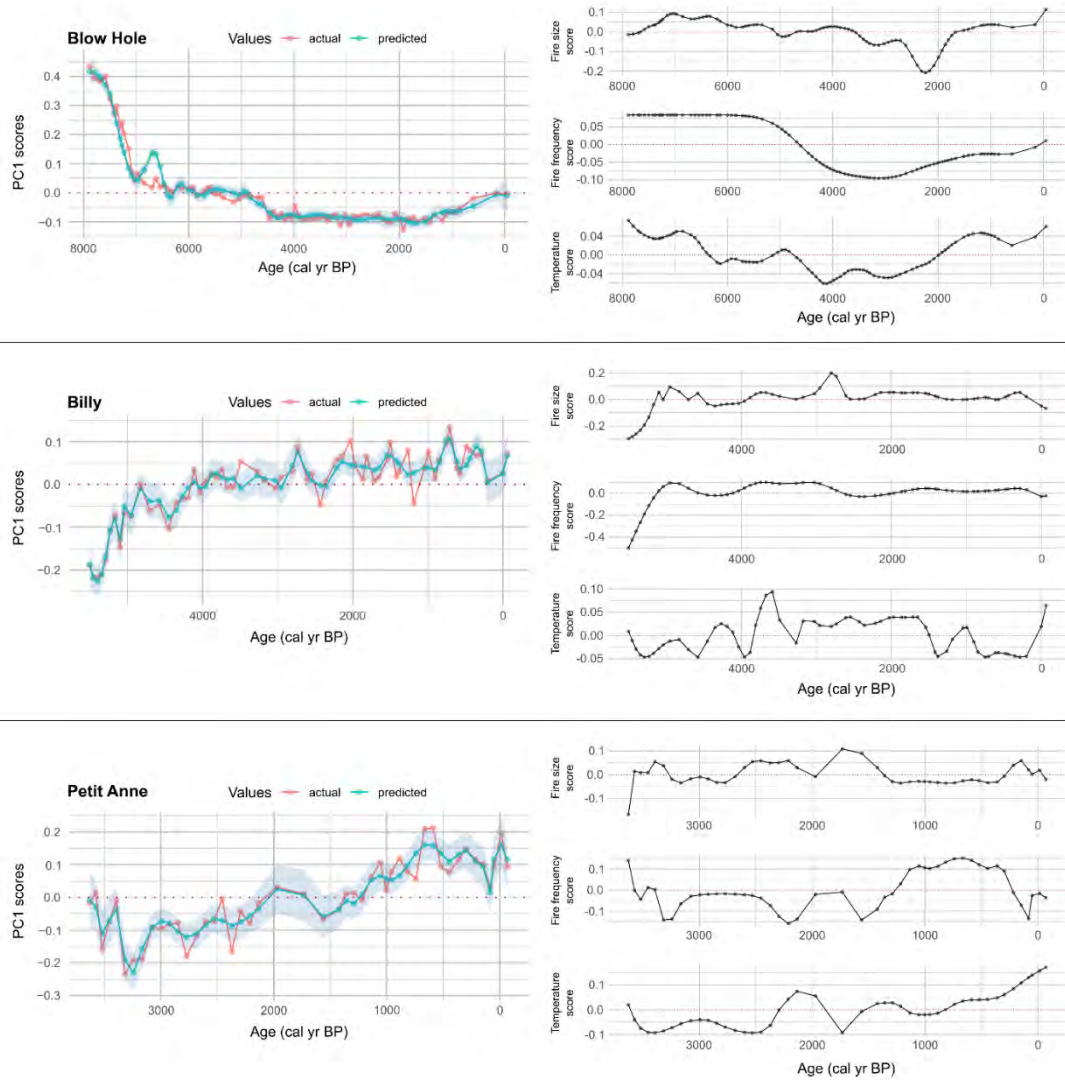 Blow Hole
Values actual predicted
PC1 scores
0.4
0.3
0.2
0.1
0.0
−0.1
8000 6000 4000 2000 0
Age (cal yr BP)
Fire size
score
0.1
0.0
-0.1
-0.2
8000 6000 4000 2000 0
Fire frequency
score
0.05
0.00
-0.05
-0.10
8000 6000 4000 2000 0
Temperature
score
0.04
0.00
-0.04
8000 6000 4000 2000 0
Age (cal yr BP)
Billy
Values actual predicted
PC1 scores
0.1
0.0
−0.1
−0.2
4000 2000 0
Age (cal yr BP)
Fire size
score
0.2
0.0
-0.2
4000 2000 0
Fire frequency
score
0.0
-0.2
-0.4
4000 2000 0
Temperature
score
0.10
0.05
0.00
-0.05
4000 2000 0
Age (cal yr BP)
Petit Anne
Values actual predicted
PC1 scores
0.2
0.1
0.0
−0.1
−0.2
−0.3
3000 2000 1000 0
Age (cal yr BP)
Fire size
score
0.1
0.0
-0.1
3000 2000 1000 0
Fire frequency
score
0.1
0.0
-0.1
3000 2000 1000 0
Temperature
score
0.1
0.0
-0.1
3000 2000 1000 0
Age (cal yr BP)